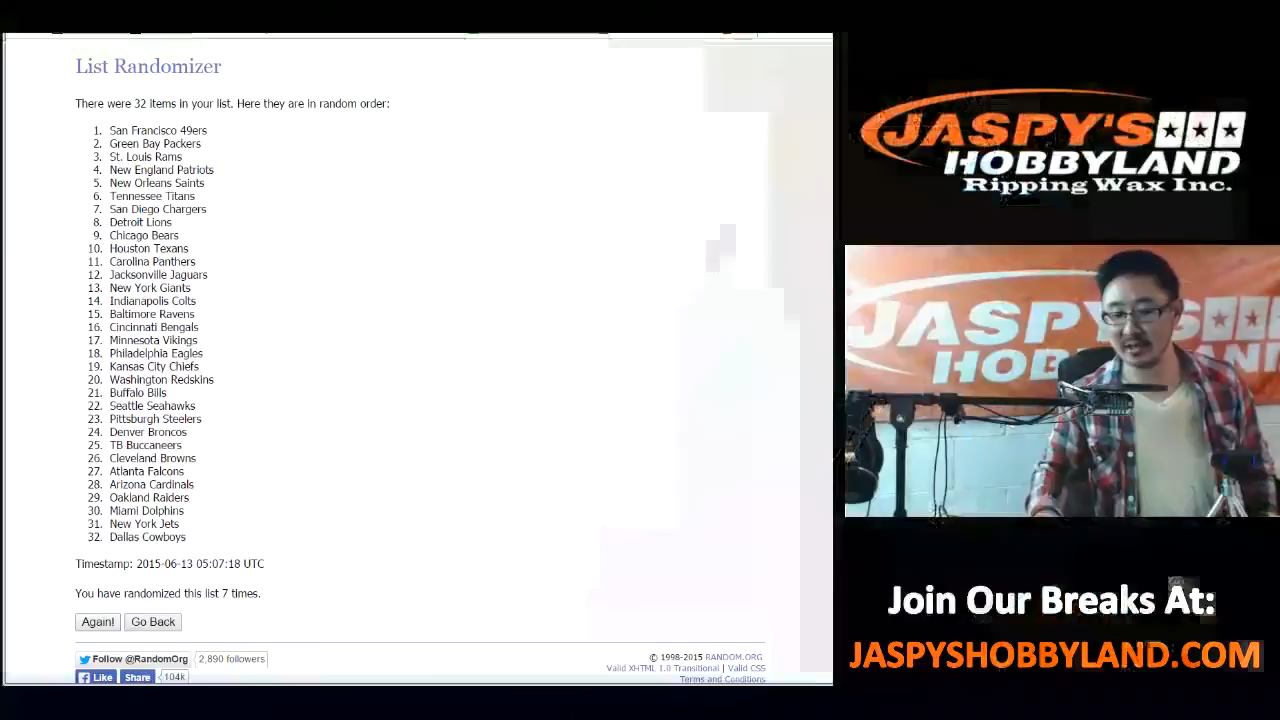 List Randomizer
There were 32 items in your list. Here they are in random order:
1. San Francisco 49ers
2. Green Bay Packers
3. St. Louis Rams
4. New England Patriots
5. New Orleans Saints
6. Tennessee Titans
7. San Diego Chargers
8. Detroit Lions
9. Chicago Bears
10. Houston Texans
11. Carolina Panthers
12. Jacksonville Jaguars
13. New York Giants
14. Indianapolis Colts
15. Baltimore Ravens
16. Cincinnati Bengals
17. Minnesota Vikings
18. Philadelphia Eagles
19. Kansas City Chiefs
20. Washington Redskins
21. Buffalo Bills
22. Seattle Seahawks
23. Pittsburgh Steelers
24. Denver Broncos
25. TB Buccaneers
26. Cleveland Browns
27. Atlanta Falcons
28. Arizona Cardinals
29. Oakland Raiders
30. Miami Dolphins
31. New York Jets
32. Dallas Cowboys
Timestamp: 2015-06-13 05:07:18 UTC
You have randomized this list 7 times.
Again! Go Back
Follow @RandomOrg 2,890 followers
Like Share 104k
© 1998-2015 RANDOM.ORG
Valid XHTML 1.0 Transitional | Valid CSS
Terms and Conditions
JASPY'S
HOBBYLAND
Ripping Wax Inc.
JASPY'S
HOBBYLAND
Join Our Breaks At:
JASPYSHOBBYLAND.COM